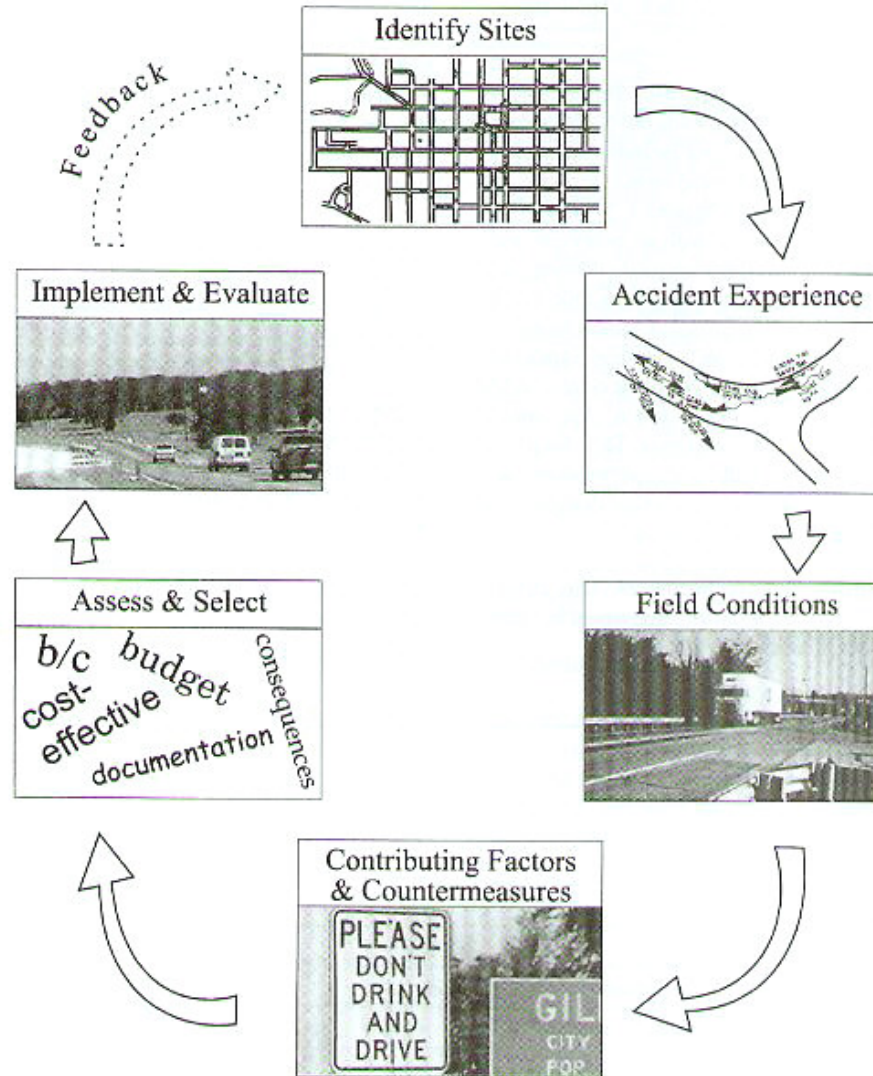 Identify Sites
Feedback
Implement & Evaluate
Accident Experience
Assess & Select
b/c
budget
consequences
cost-
effective
documentation
Field Conditions
Contributing Factors
& Countermeasures
PLEASE
DON'T
DRINK
AND
DRIVE
GIL
CITY
POP